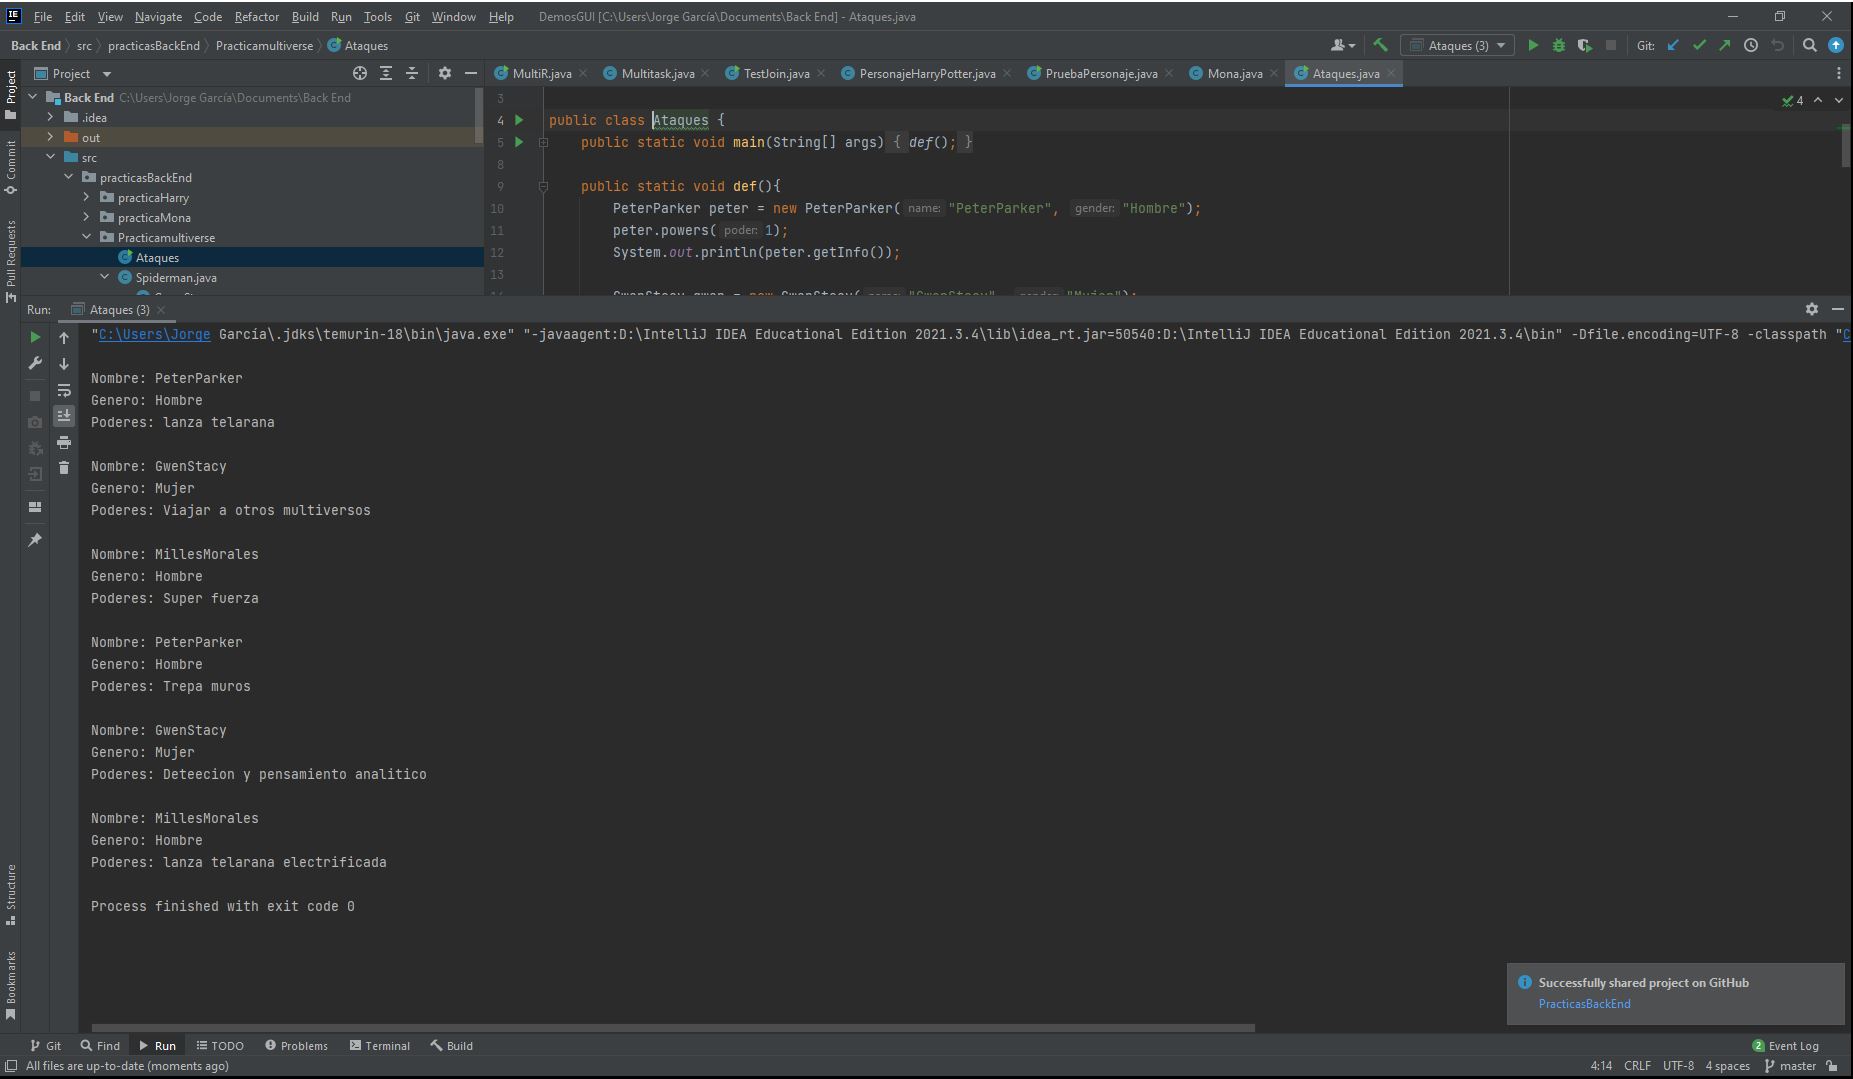 File Edit View Navigate Code Refactor Build Run Tools Git Window Help DemosGUI [C:\Users\Jorge García\Documents\Back End] - Ataques.java
Back End src practicasBackEnd Practicamultiverse Ataques
Ataques (3) Git:
Project
MultiR.java Multitask.java TestJoin.java PersonajeHarryPotter.java PruebaPersonaje.java Mona.java Ataques.java
Project
Commit
Pull Requests
Structure
Bookmarks
Back End C:\Users\Jorge García\Documents\Back End
.idea
out
src
practicasBackEnd
practicaHarry
practicaMona
Practicamultiverse
Ataques
Spiderman.java
4
3
4 public class Ataques {
5 public static void main(String[] args) { def(); }
8
9 public static void def(){
10 PeterParker peter = new PeterParker( name: "PeterParker", gender: "Hombre");
11 peter.powers( poder: 1);
12 System.out.println(peter.getInfo());
13
14 GwenStacy gwen = new GwenStacy( name: "GwenStacy", gender: "Mujer");
Run: Ataques (3)
"C:\Users\Jorge García\.jdks\temurin-18\bin\java.exe" "-javaagent:D:\IntelliJ IDEA Educational Edition 2021.3.4\lib\idea_rt.jar=50540:D:\IntelliJ IDEA Educational Edition 2021.3.4\bin" -Dfile.encoding=UTF-8 -classpath "C
Nombre: PeterParker
Genero: Hombre
Poderes: lanza telarana
Nombre: GwenStacy
Genero: Mujer
Poderes: Viajar a otros multiversos
Nombre: MillesMorales
Genero: Hombre
Poderes: Super fuerza
Nombre: PeterParker
Genero: Hombre
Poderes: Trepa muros
Nombre: GwenStacy
Genero: Mujer
Poderes: Deteecion y pensamiento analitico
Nombre: MillesMorales
Genero: Hombre
Poderes: lanza telarana electrificada
Process finished with exit code 0
Successfully shared project on GitHub
PracticasBackEnd
Git Find Run TODO Problems Terminal Build 2 Event Log
All files are up-to-date (moments ago) 4:14 CRLF UTF-8 4 spaces master